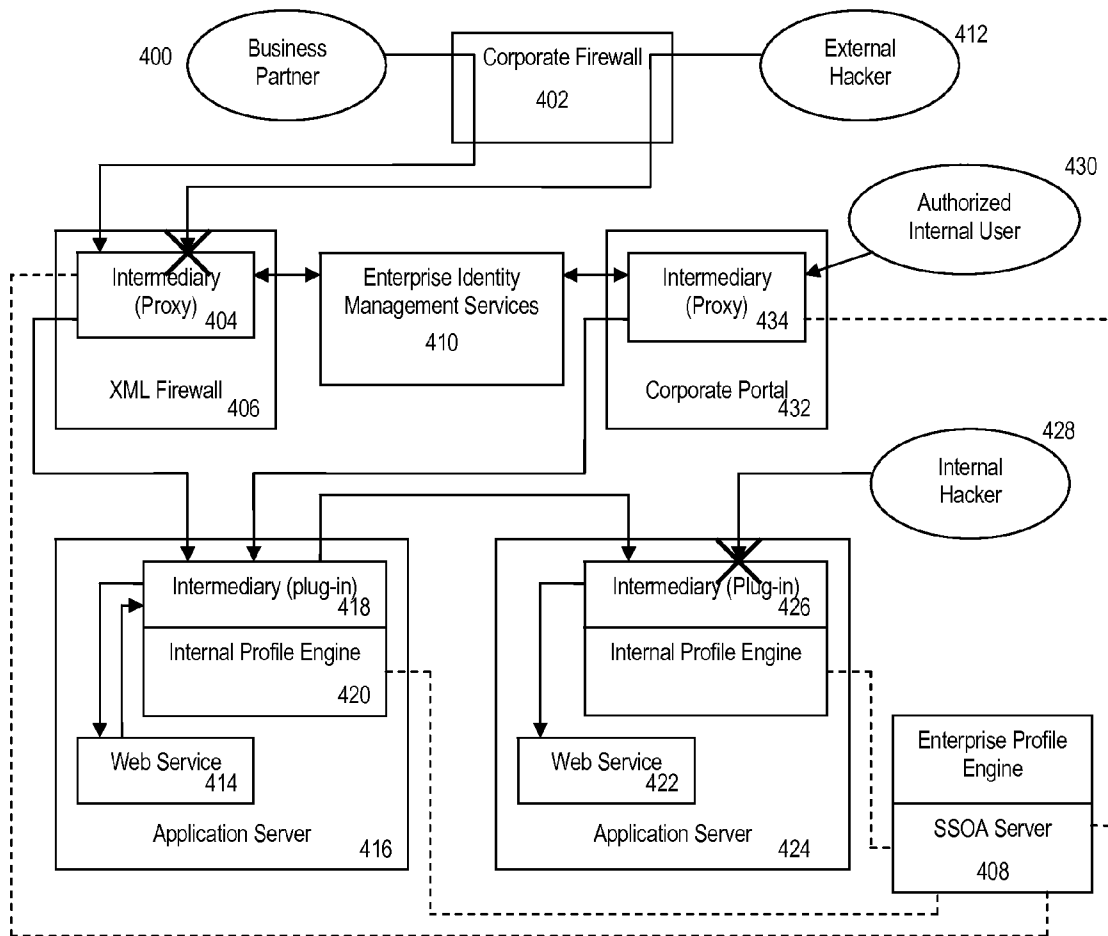 400
Business
Partner
Corporate Firewall
402
External
Hacker
412
430
Authorized
Internal User
Intermediary
(Proxy)
404
XML Firewall
406
Enterprise Identity
Management Services
410
Intermediary
(Proxy)
434
Corporate Portal
432
428
Internal
Hacker
Intermediary (plug-in)
418
Internal Profile Engine
420
Web Service
414
Application Server
416
Intermediary (Plug-in)
426
Internal Profile Engine
Web Service
422
Application Server
424
Enterprise Profile
Engine
SSOA Server
408